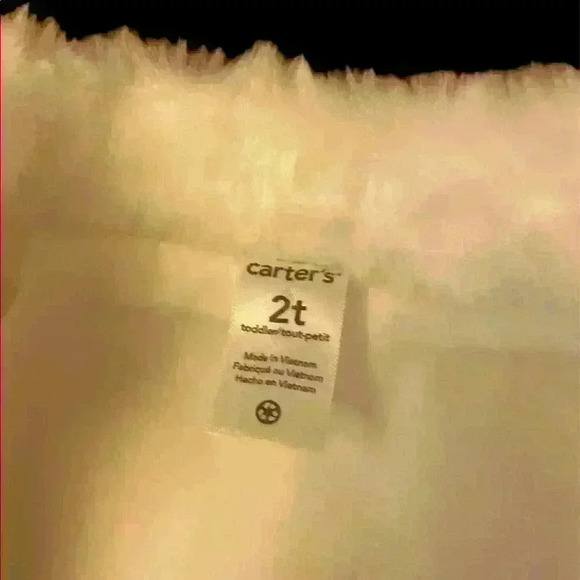 carter's
2t
toddler/tout-petit
Made in Vietnam
Fabriqué au Vietnam
Hecho en Vietnam